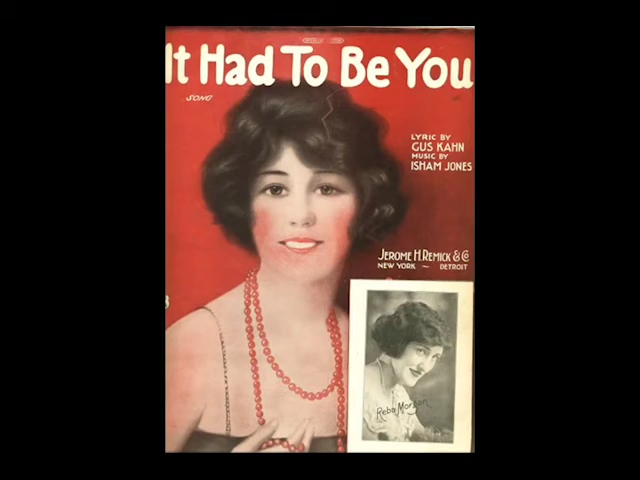 It Had To Be You
SONG
LYRIC BY
GUS KAHN
MUSIC BY
ISHAM JONES
JEROME H. REMICK & Co
NEW YORK ~ DETROIT
Reba Morgan